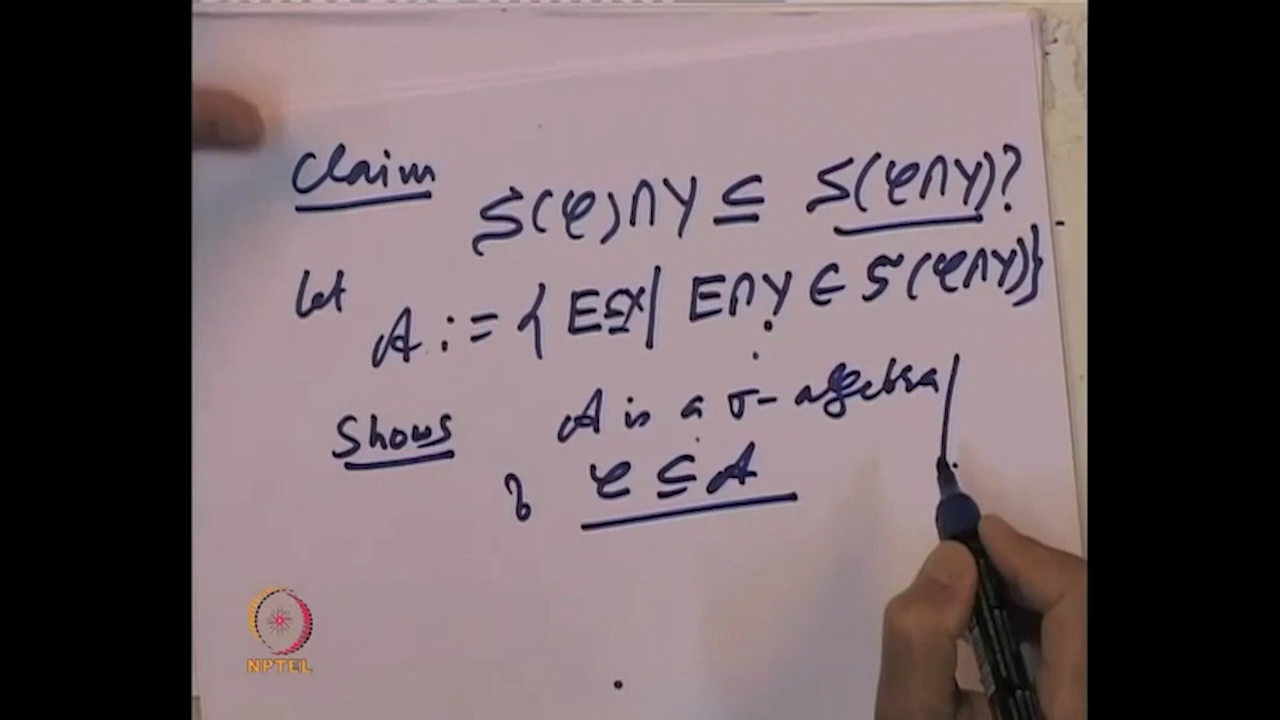 Claim S(𝒞)∩Y ⊆ S(𝒞∩Y)?
Let 𝒜 := { E⊆X | E∩Y ∈ S(𝒞∩Y)}
Shows 𝒜 is a σ-algebra
𝒞 ⊆ 𝒜
NPTEL